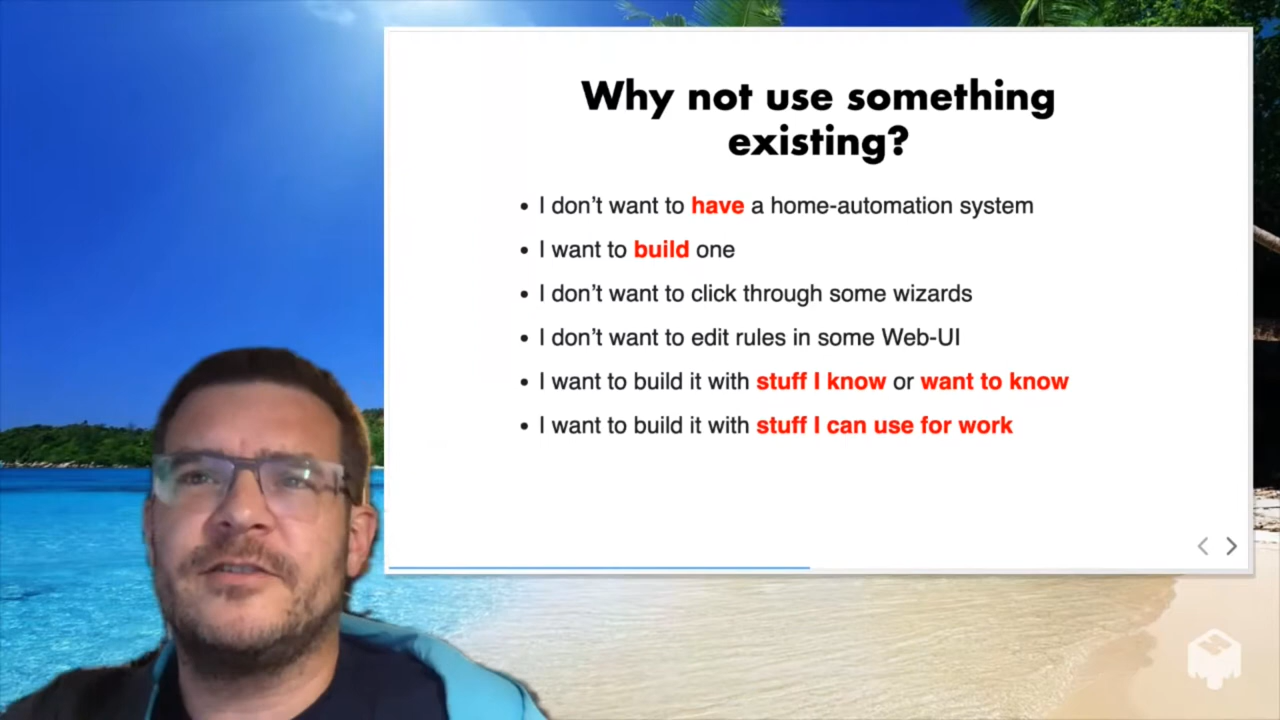 Why not use something
existing?
• I don't want to have a home-automation system
• I want to build one
• I don't want to click through some wizards
• I don't want to edit rules in some Web-UI
• I want to build it with stuff I know or want to know
• I want to build it with stuff I can use for work